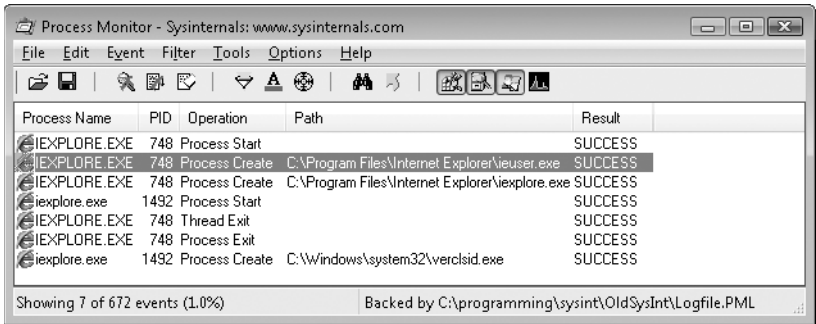 Process Monitor - Sysinternals: www.sysinternals.com
File Edit Event Filter Tools Options Help
Process Name PID Operation Path Result
IEXPLORE.EXE 748 Process Start SUCCESS
IEXPLORE.EXE 748 Process Create C:\Program Files\Internet Explorer\ieuser.exe SUCCESS
IEXPLORE.EXE 748 Process Create C:\Program Files\Internet Explorer\iexplore.exe SUCCESS
iexplore.exe 1492 Process Start SUCCESS
IEXPLORE.EXE 748 Thread Exit SUCCESS
IEXPLORE.EXE 748 Process Exit SUCCESS
iexplore.exe 1492 Process Create C:\Windows\system32\verclsid.exe SUCCESS
Showing 7 of 672 events (1.0%) Backed by C:\programming\sysint\OldSysInt\Logfile.PML